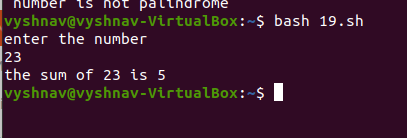 number is not palindrome
vyshnav@vyshnav-VirtualBox:~$ bash 19.sh
enter the number
23
the sum of 23 is 5
vyshnav@vyshnav-VirtualBox:~$